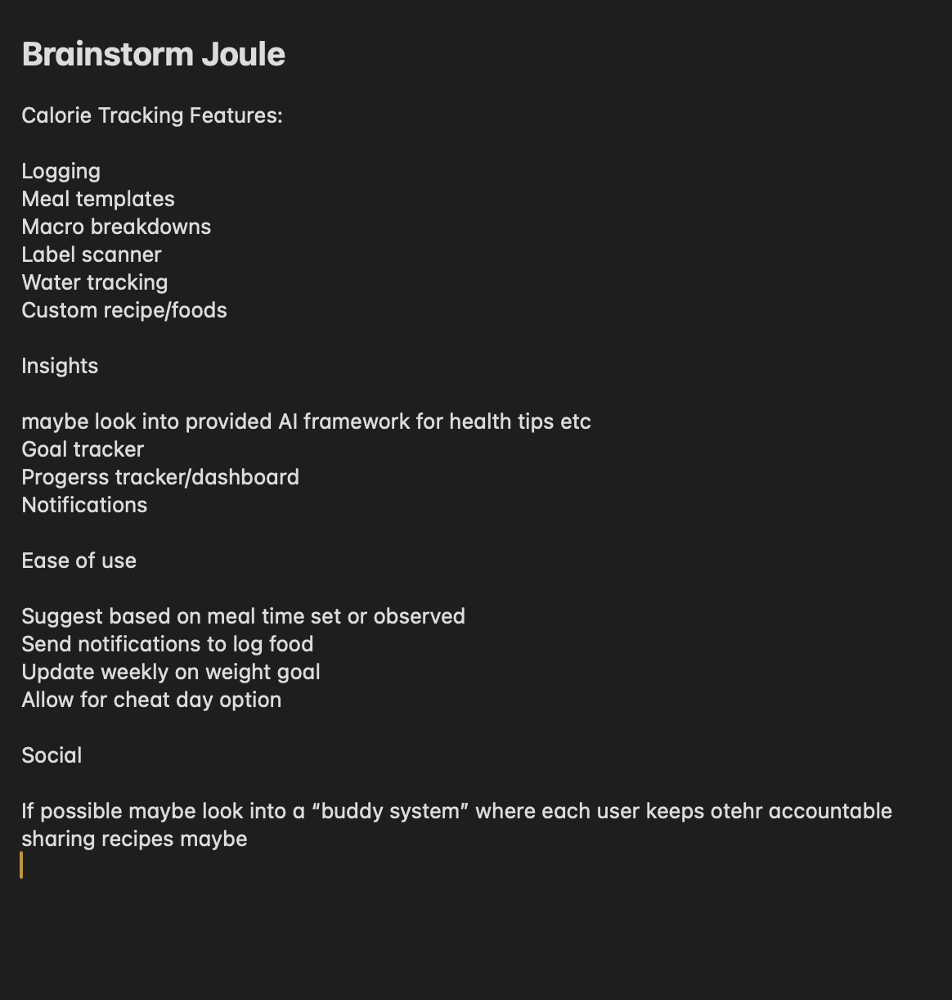 Brainstorm Joule
Calorie Tracking Features:
Logging
Meal templates
Macro breakdowns
Label scanner
Water tracking
Custom recipe/foods
Insights
maybe look into provided AI framework for health tips etc
Goal tracker
Progerss tracker/dashboard
Notifications
Ease of use
Suggest based on meal time set or observed
Send notifications to log food
Update weekly on weight goal
Allow for cheat day option
Social
If possible maybe look into a “buddy system” where each user keeps otehr accountable
sharing recipes maybe